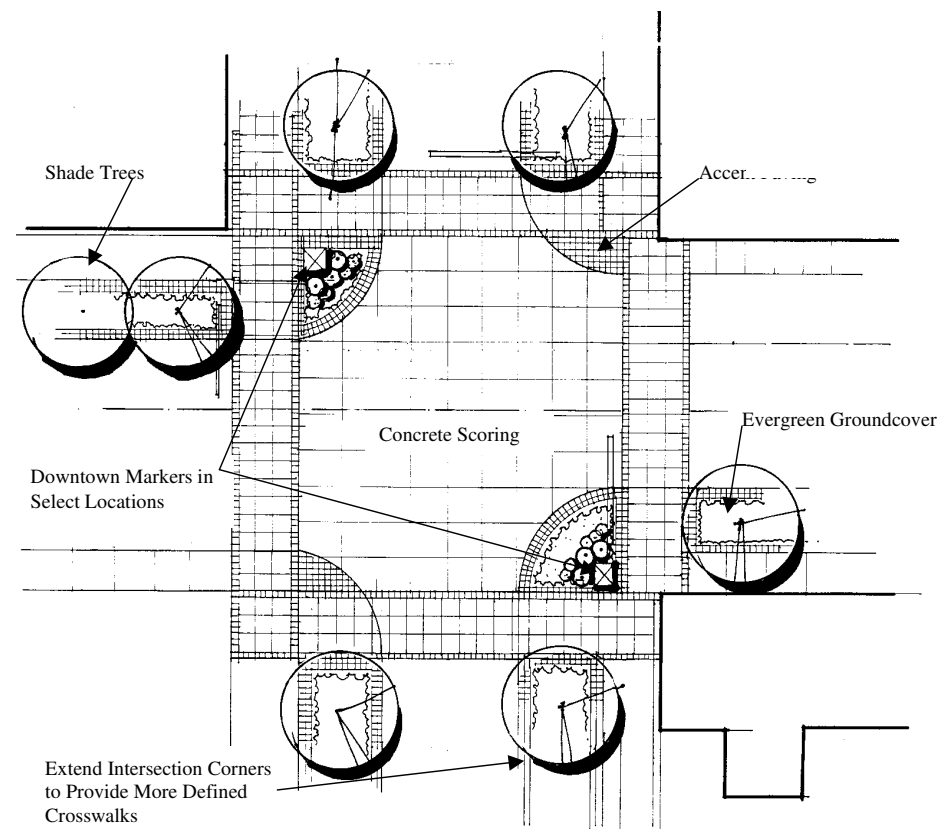 Shade Trees
Concrete Scoring
Evergreen Groundcover
Downtown Markers in
Select Locations
Extend Intersection Corners
to Provide More Defined
Crosswalks